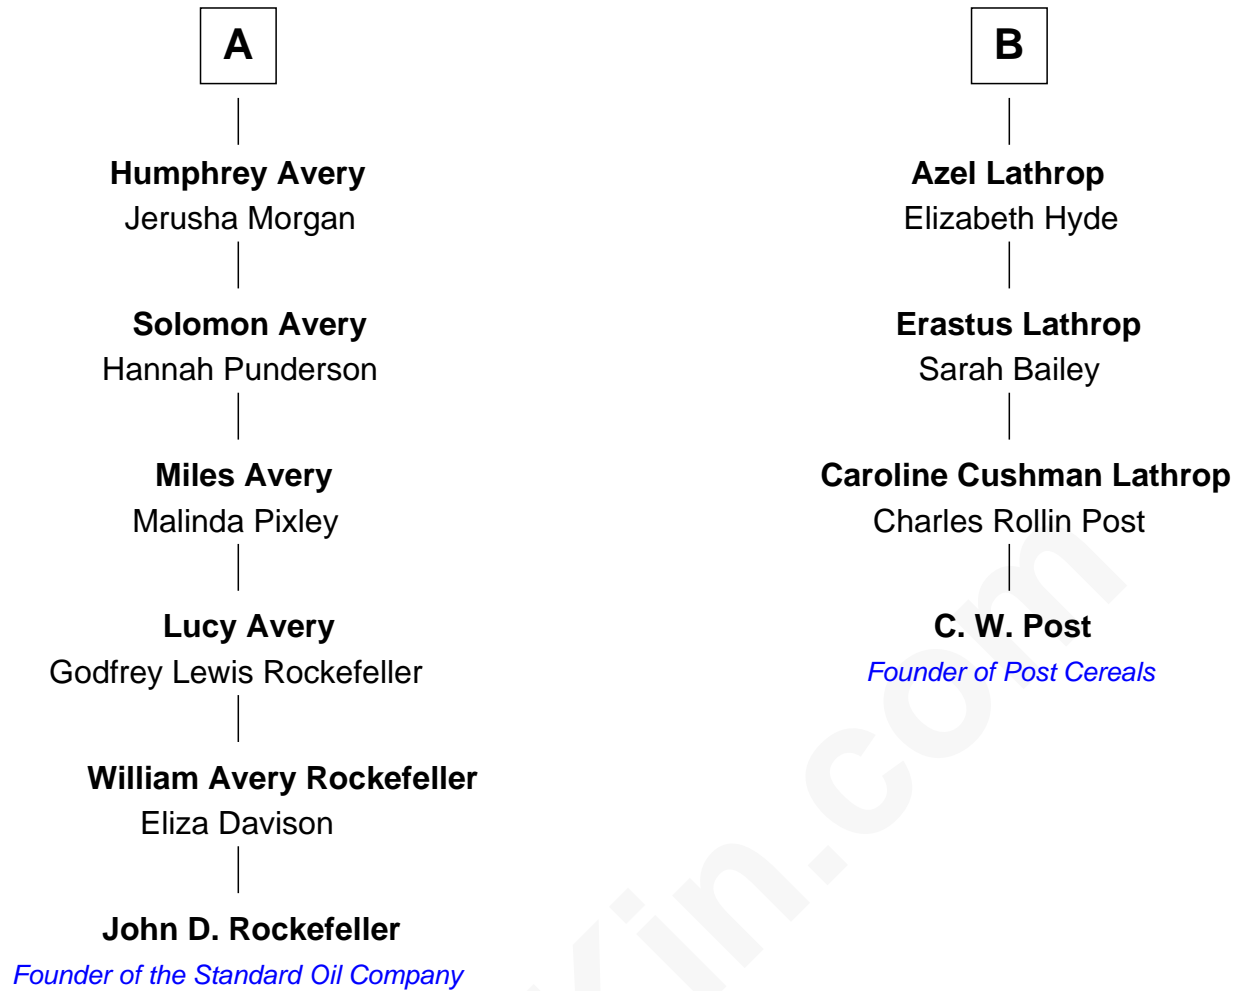 A
Humphrey Avery
Jerusha Morgan
Solomon Avery
Hannah Punderson
Miles Avery
Malinda Pixley
Lucy Avery
Godfrey Lewis Rockefeller
William Avery Rockefeller
Eliza Davison
John D. Rockefeller
Founder of the Standard Oil Company
B
Azel Lathrop
Elizabeth Hyde
Erastus Lathrop
Sarah Bailey
Caroline Cushman Lathrop
Charles Rollin Post
C. W. Post
Founder of Post Cereals